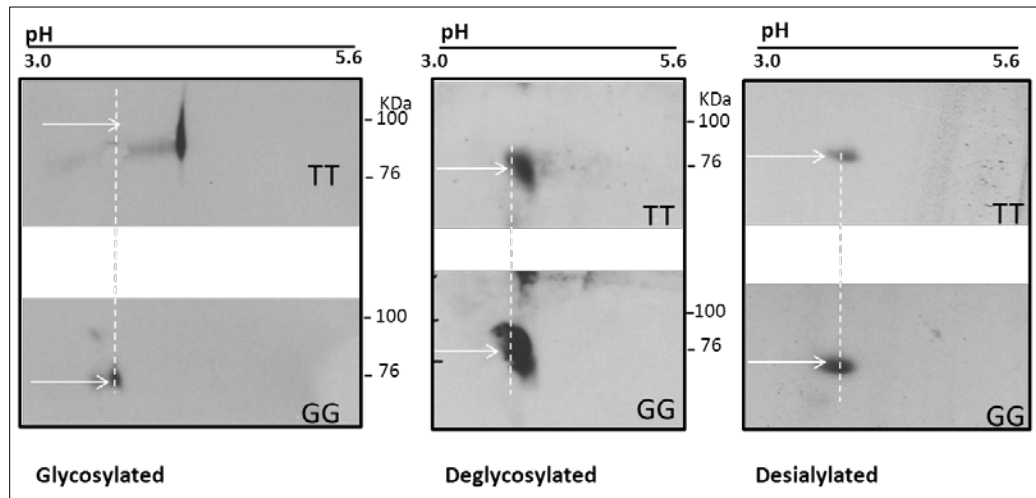 pH
3.0 5.6
KDa
- 100
TT
- 76
- 100
- 76
GG
Glycosylated
pH
3.0 5.6
KDa
- 100
- 76
TT
- 100
- 76
GG
Deglycosylated
pH
3.0 5.6
TT
GG
Desialylated